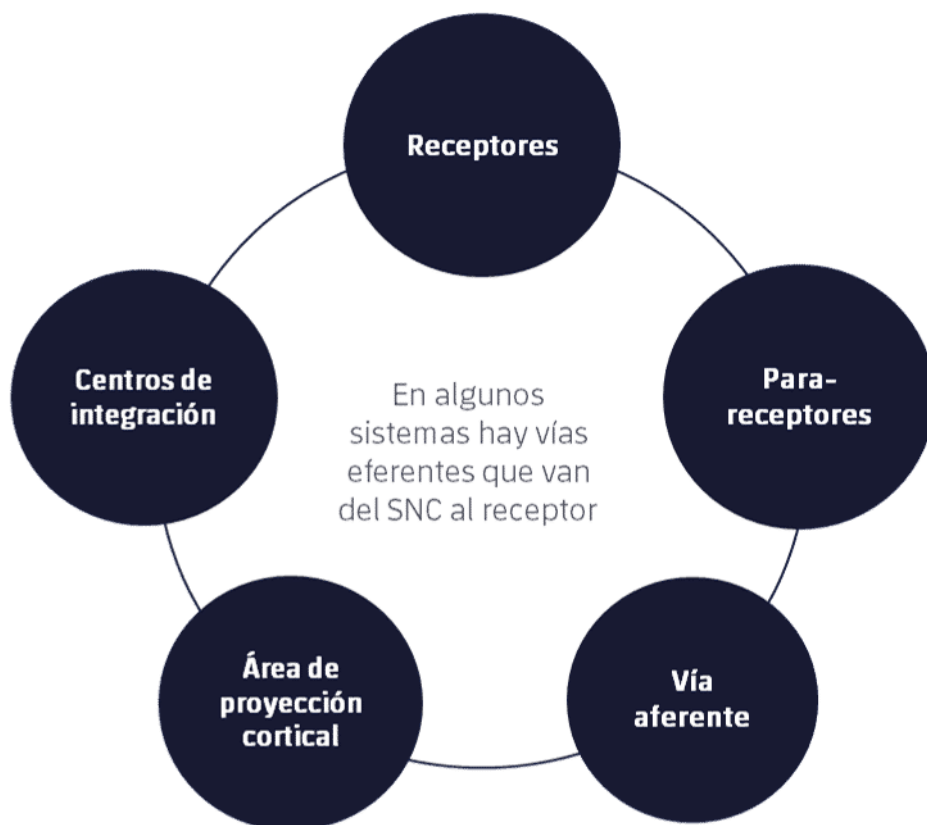 Receptores
Para-
receptores
Vía
aferente
Área de
proyección
cortical
Centros de
integración
En algunos
sistemas hay vías
eferentes que van
del SNC al receptor